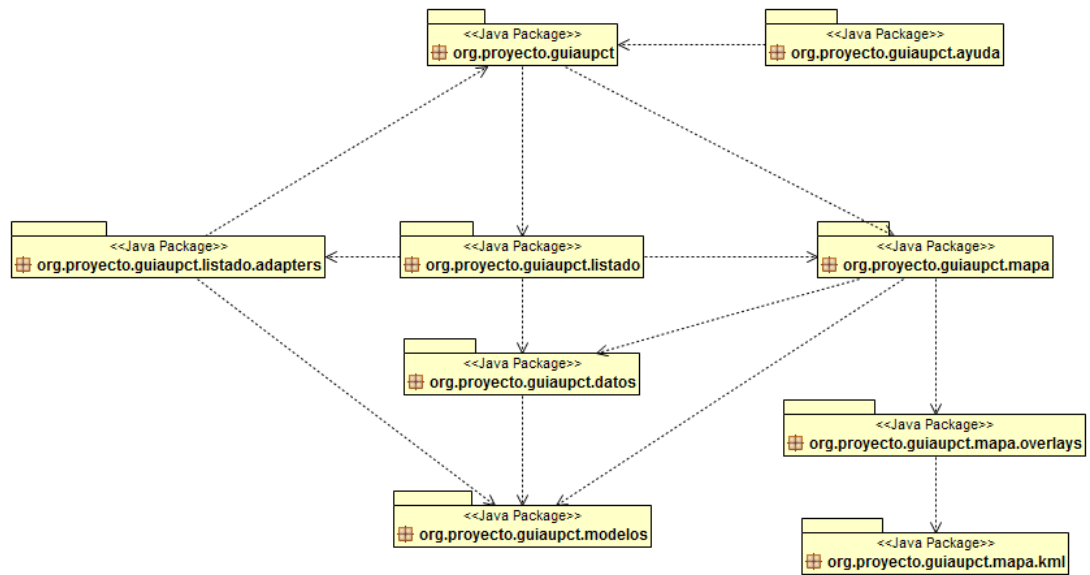 <<Java Package>>
org.proyecto.guiaupct
<<Java Package>>
org.proyecto.guiaupct.ayuda
<<Java Package>>
org.proyecto.guiaupct.listado.adapters
<<Java Package>>
org.proyecto.guiaupct.listado
<<Java Package>>
org.proyecto.guiaupct.mapa
<<Java Package>>
org.proyecto.guiaupct.datos
<<Java Package>>
org.proyecto.guiaupct.mapa.overlays
<<Java Package>>
org.proyecto.guiaupct.modelos
<<Java Package>>
org.proyecto.guiaupct.mapa.kml